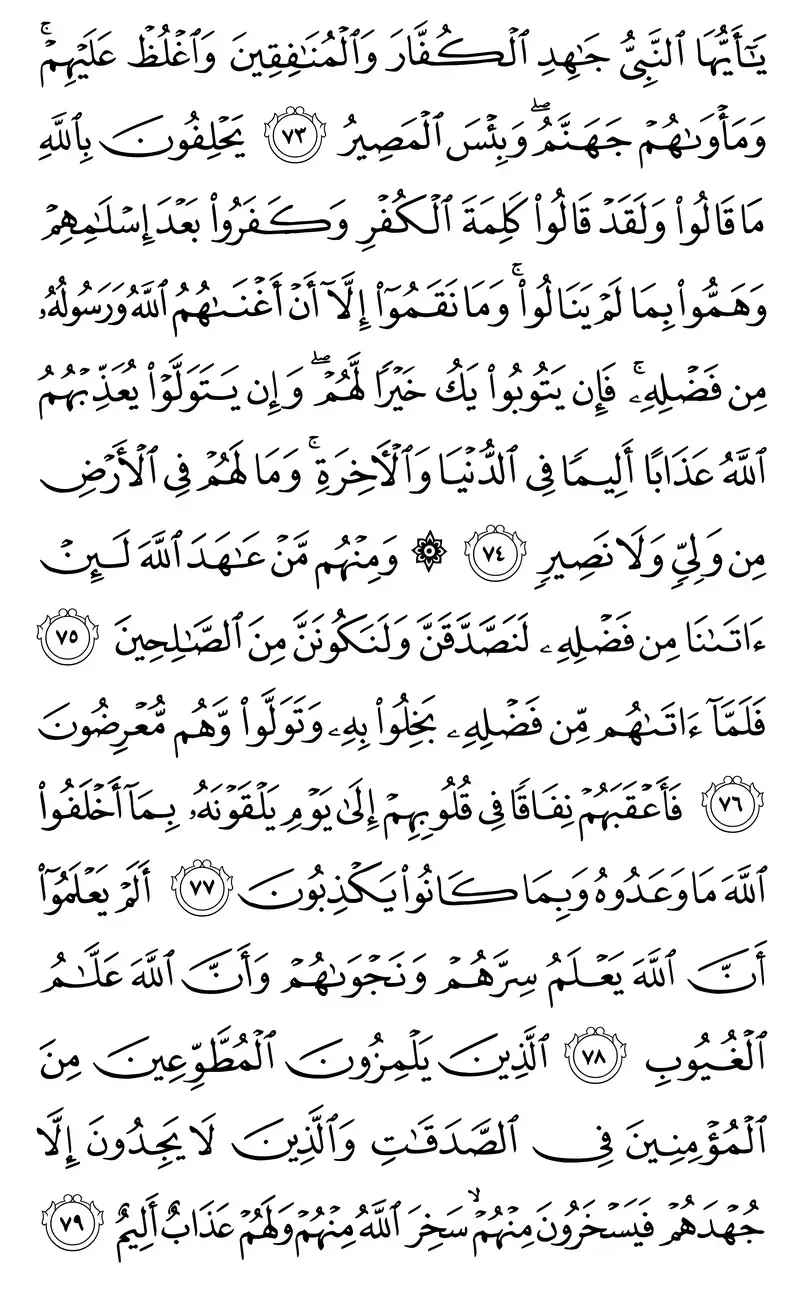 يَـٰٓأَيُّهَا ٱلنَّبِىُّ جَـٰهِدِ ٱلْكُفَّارَ وَٱلْمُنَـٰفِقِينَ وَٱغْلُظْ عَلَيْهِمْ ۚ
وَمَأْوَىٰهُمْ جَهَنَّمُ ۖ وَبِئْسَ ٱلْمَصِيرُ ٧٣ يَحْلِفُونَ بِٱللَّهِ
مَا قَالُوا۟ وَلَقَدْ قَالُوا۟ كَلِمَةَ ٱلْكُفْرِ وَكَفَرُوا۟ بَعْدَ إِسْلَـٰمِهِمْ
وَهَمُّوا۟ بِمَا لَمْ يَنَالُوا۟ ۚ وَمَا نَقَمُوٓا۟ إِلَّآ أَنْ أَغْنَىٰهُمُ ٱللَّهُ وَرَسُولُهُۥ
مِن فَضْلِهِۦ ۚ فَإِن يَتُوبُوا۟ يَكُ خَيْرًا لَّهُمْ ۖ وَإِن يَتَوَلَّوْا۟ يُعَذِّبْهُمُ
ٱللَّهُ عَذَابًا أَلِيمًا فِى ٱلدُّنْيَا وَٱلْـَٔاخِرَةِ ۚ وَمَا لَهُمْ فِى ٱلْأَرْضِ
مِن وَلِىٍّ وَلَا نَصِيرٍ ٧٤ ۞ وَمِنْهُم مَّنْ عَـٰهَدَ ٱللَّهَ لَئِنْ
ءَاتَىٰنَا مِن فَضْلِهِۦ لَنَصَّدَّقَنَّ وَلَنَكُونَنَّ مِنَ ٱلصَّـٰلِحِينَ ٧٥
فَلَمَّآ ءَاتَىٰهُم مِّن فَضْلِهِۦ بَخِلُوا۟ بِهِۦ وَتَوَلَّوا۟ وَّهُم مُّعْرِضُونَ
٧٦ فَأَعْقَبَهُمْ نِفَاقًا فِى قُلُوبِهِمْ إِلَىٰ يَوْمِ يَلْقَوْنَهُۥ بِمَآ أَخْلَفُوا۟
ٱللَّهَ مَا وَعَدُوهُ وَبِمَا كَانُوا۟ يَكْذِبُونَ ٧٧ أَلَمْ يَعْلَمُوٓا۟
أَنَّ ٱللَّهَ يَعْلَمُ سِرَّهُمْ وَنَجْوَىٰهُمْ وَأَنَّ ٱللَّهَ عَلَّـٰمُ
ٱلْغُيُوبِ ٧٨ ٱلَّذِينَ يَلْمِزُونَ ٱلْمُطَّوِّعِينَ مِنَ
ٱلْمُؤْمِنِينَ فِى ٱلصَّدَقَـٰتِ وَٱلَّذِينَ لَا يَجِدُونَ إِلَّا
جُهْدَهُمْ فَيَسْخَرُونَ مِنْهُمْ ۙ سَخِرَ ٱللَّهُ مِنْهُمْ وَلَهُمْ عَذَابٌ أَلِيمٌ ٧٩